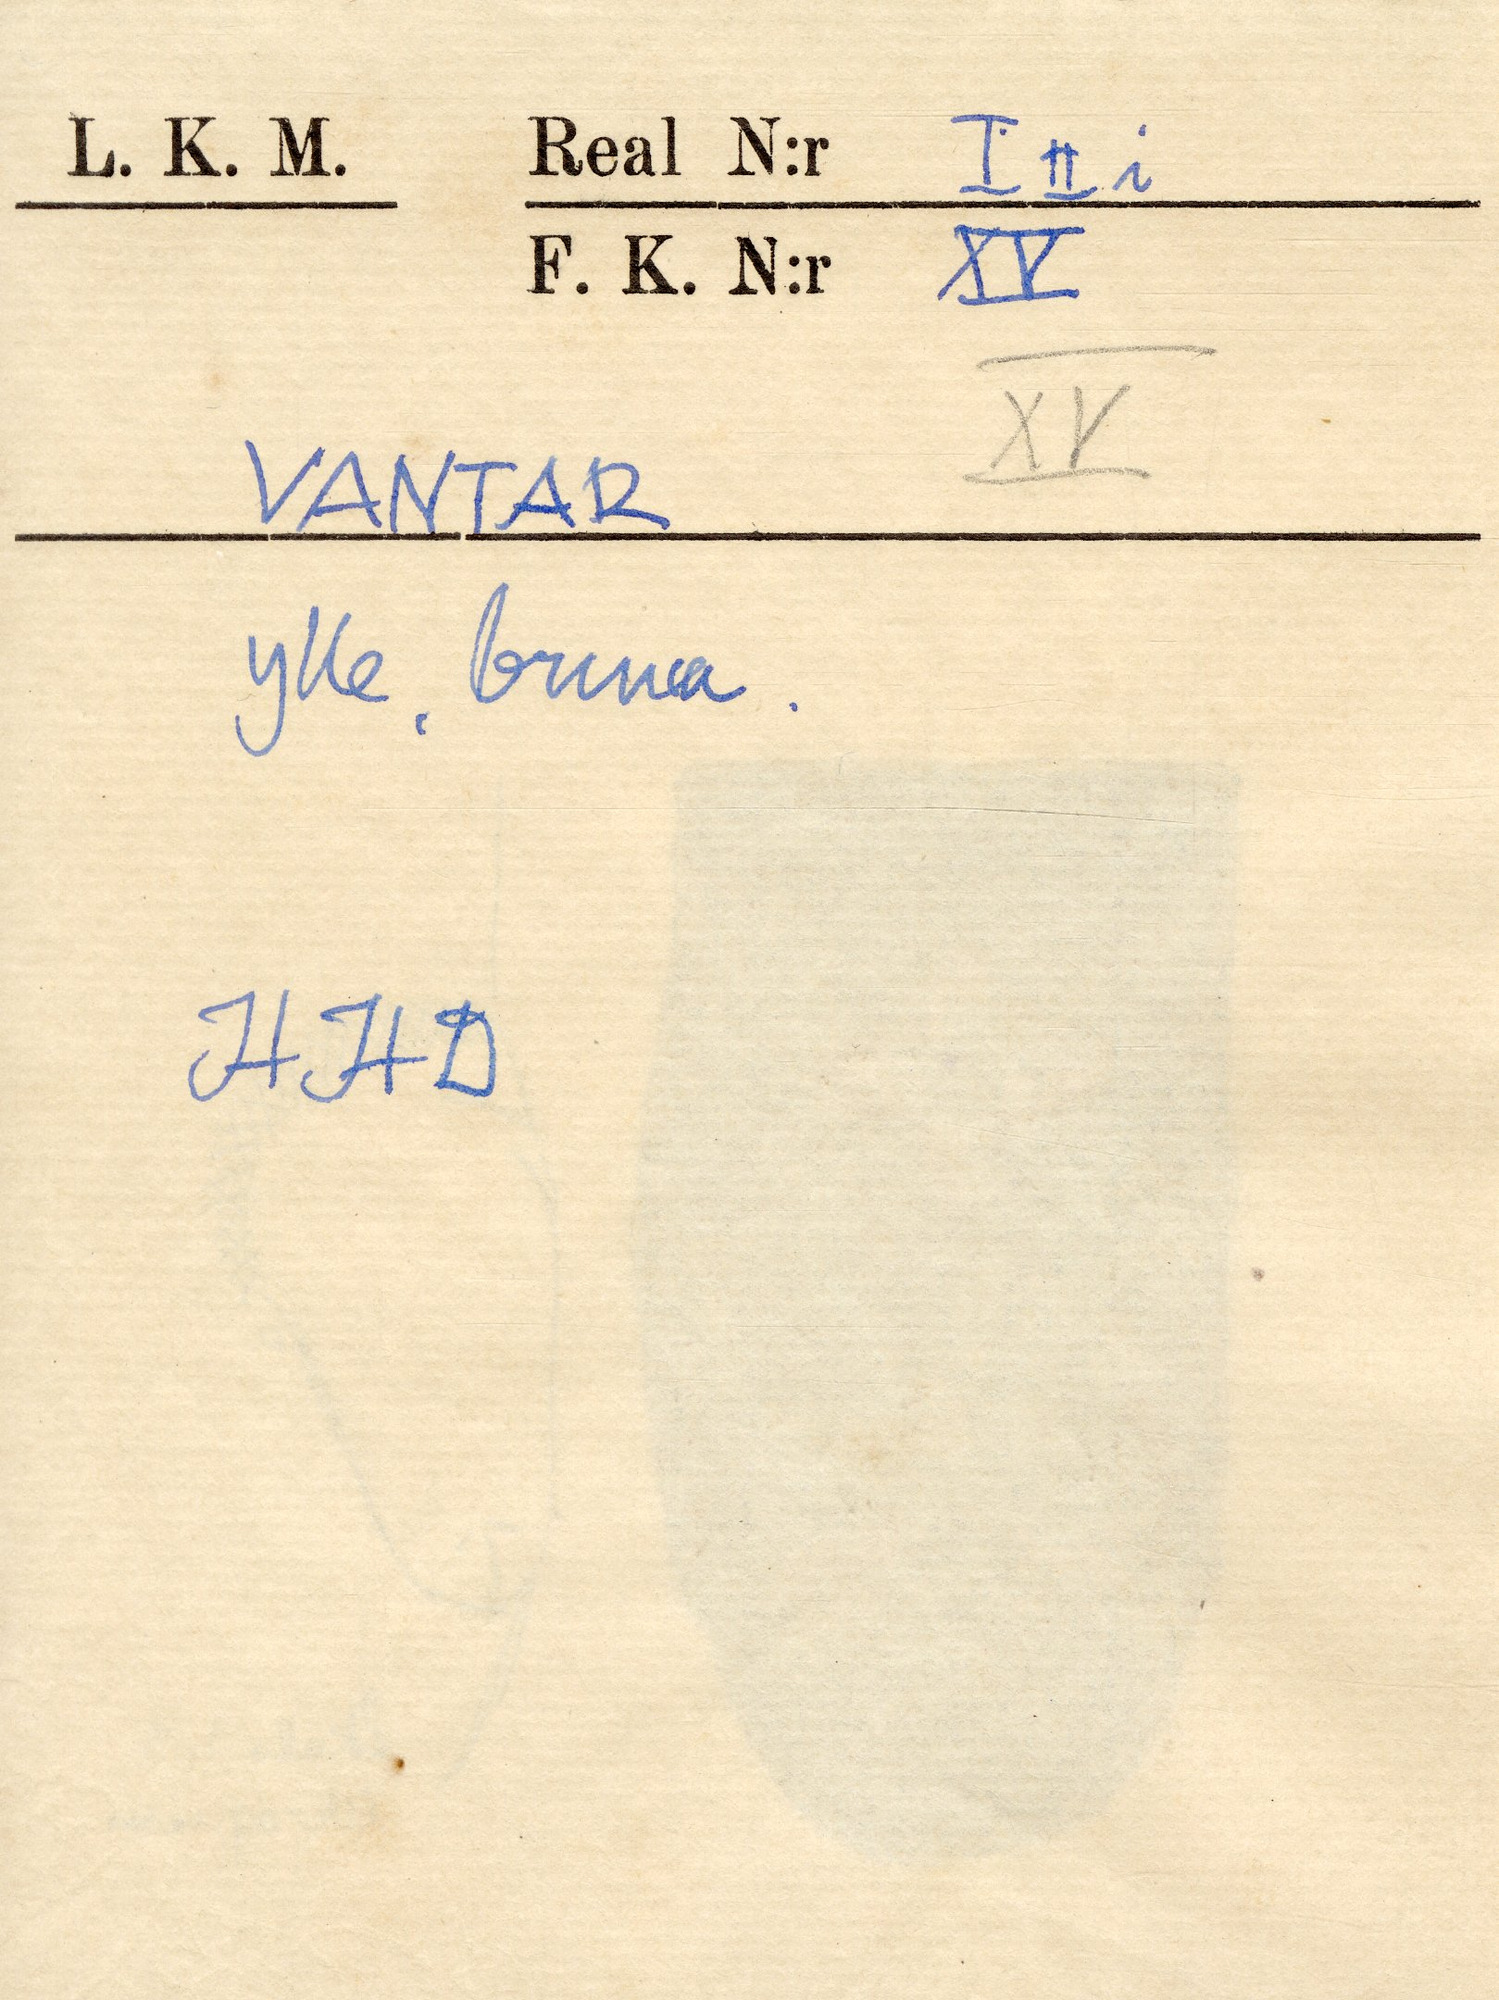 L. K. M. Real N:r I II i
F. K. N:r XV
XV
VANTAR
ylle, bruna.
HHD